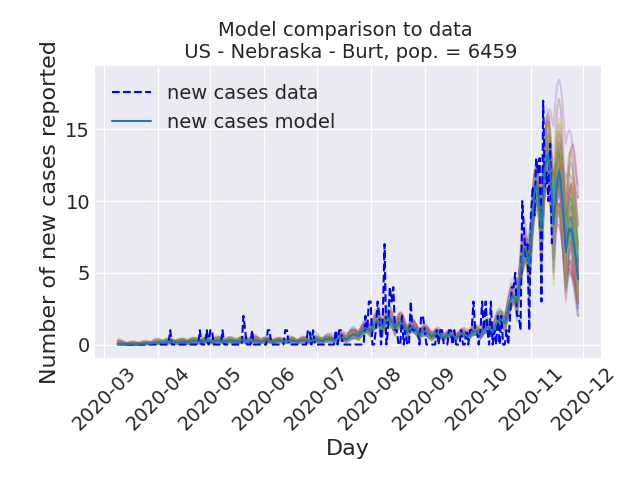 Model comparison to data
US - Nebraska - Burt, pop. = 6459
new cases data
new cases model
Number of new cases reported
15
10
5
0
2020-03
2020-04
2020-05
2020-06
2020-07
2020-08
2020-09
2020-10
2020-11
2020-12
Day